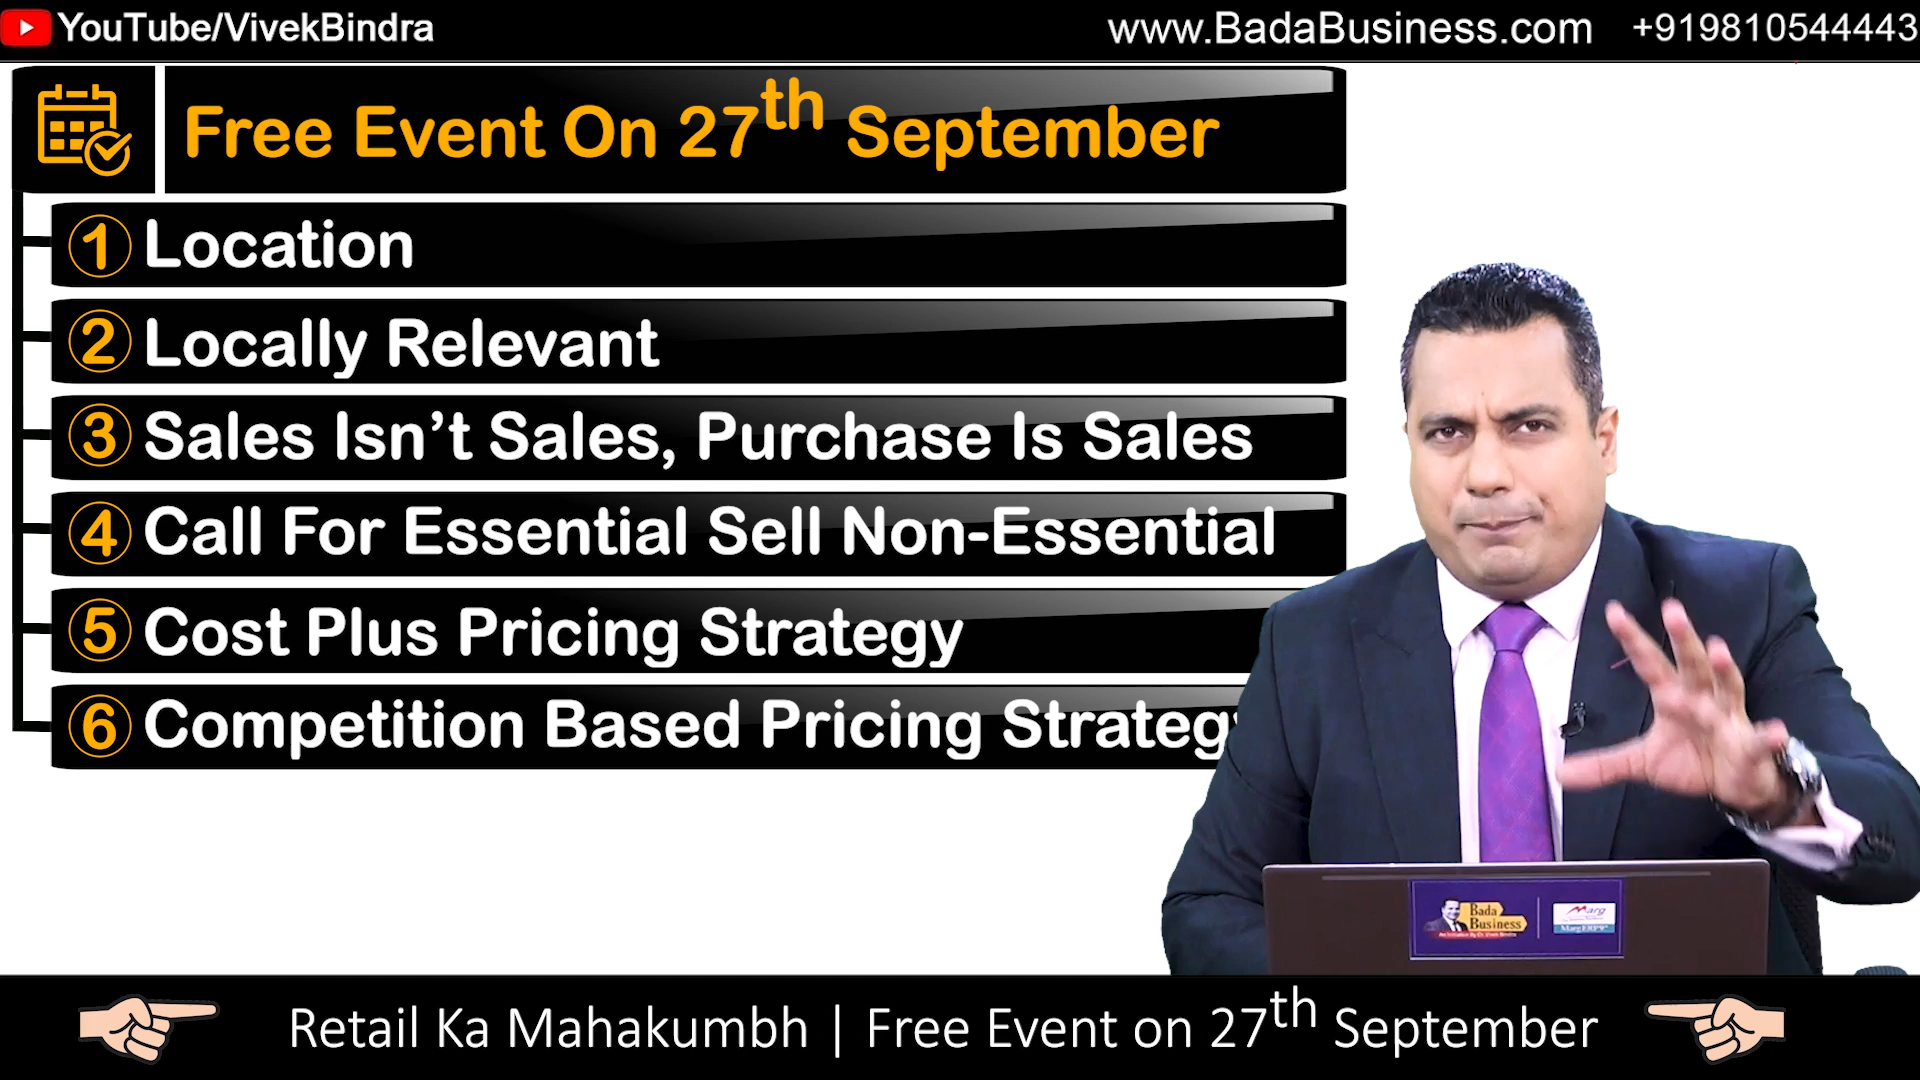 YouTube/VivekBindra
www.BadaBusiness.com
+919810544443
Free Event On 27th September
1 Location
2 Locally Relevant
3 Sales Isn’t Sales, Purchase Is Sales
4 Call For Essential Sell Non-Essential
5 Cost Plus Pricing Strategy
6 Competition Based Pricing Strategy
Bada
Business
Marg
Retail Ka Mahakumbh | Free Event on 27th September